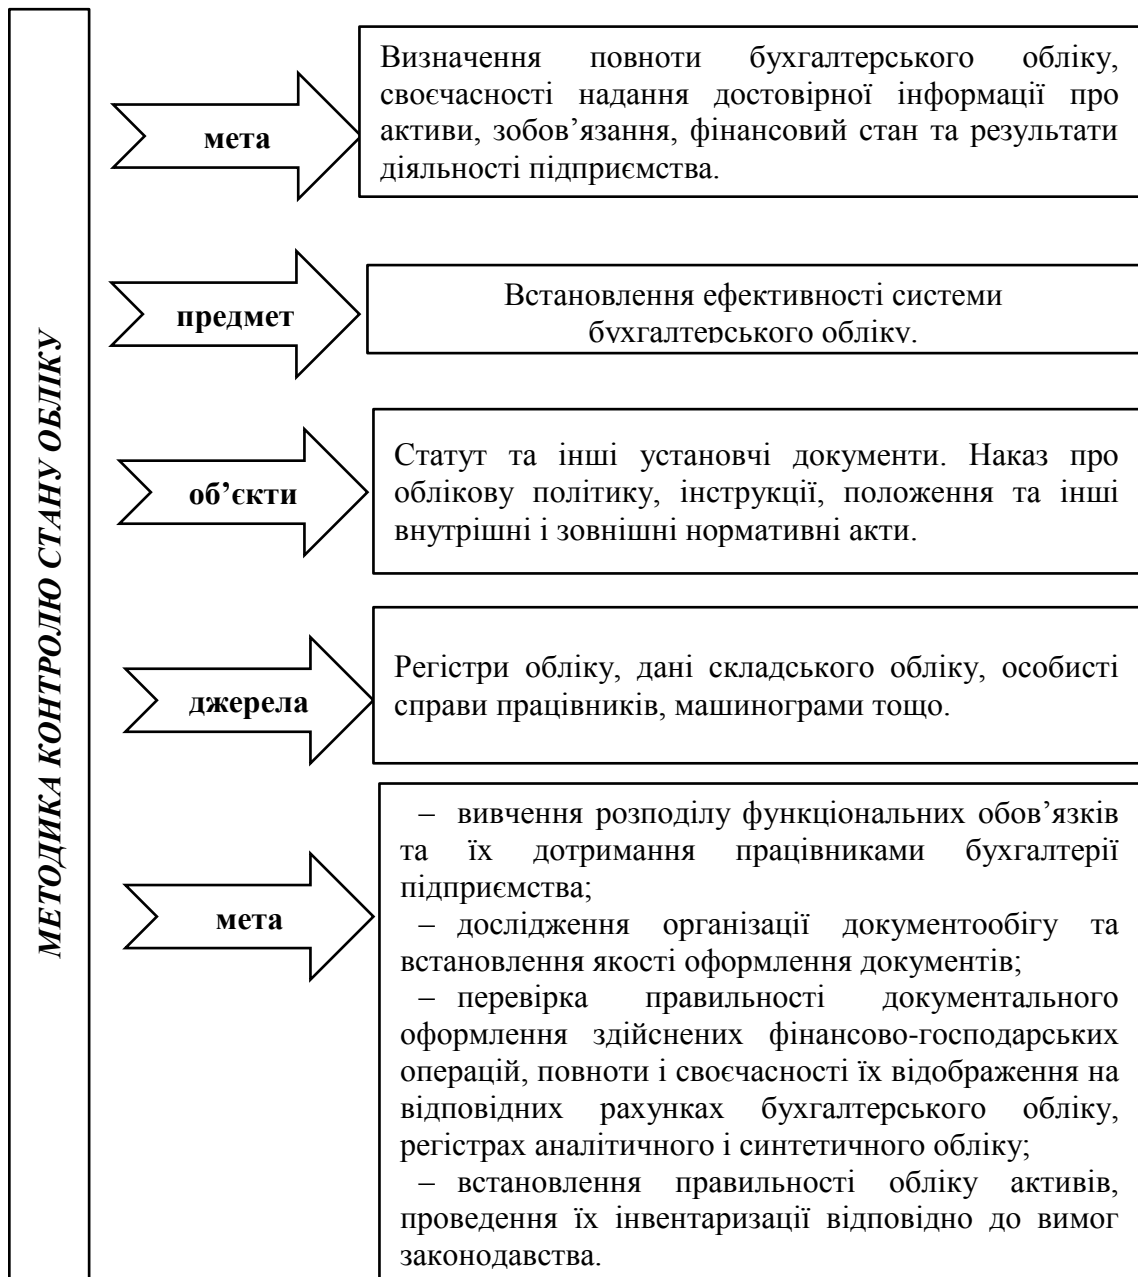 МЕТОДИКА КОНТРОЛЮ СТАНУ ОБЛІКУ
мета
Визначення повноти бухгалтерського обліку,
своєчасності надання достовірної інформації про
активи, зобов’язання, фінансовий стан та результати
діяльності підприємства.
предмет
Встановлення ефективності системи
бухгалтерського обліку.
об’єкти
Статут та інші установчі документи. Наказ про
облікову політику, інструкції, положення та інші
внутрішні і зовнішні нормативні акти.
джерела
Регістри обліку, дані складського обліку, особисті
справи працівників, машинограми тощо.
мета
– вивчення розподілу функціональних обов’язків
та їх дотримання працівниками бухгалтерії
підприємства;
– дослідження організації документообігу та
встановлення якості оформлення документів;
– перевірка правильності документального
оформлення здійснених фінансово-господарських
операцій, повноти і своєчасності їх відображення на
відповідних рахунках бухгалтерського обліку,
регістрах аналітичного і синтетичного обліку;
– встановлення правильності обліку активів,
проведення їх інвентаризації відповідно до вимог
законодавства.